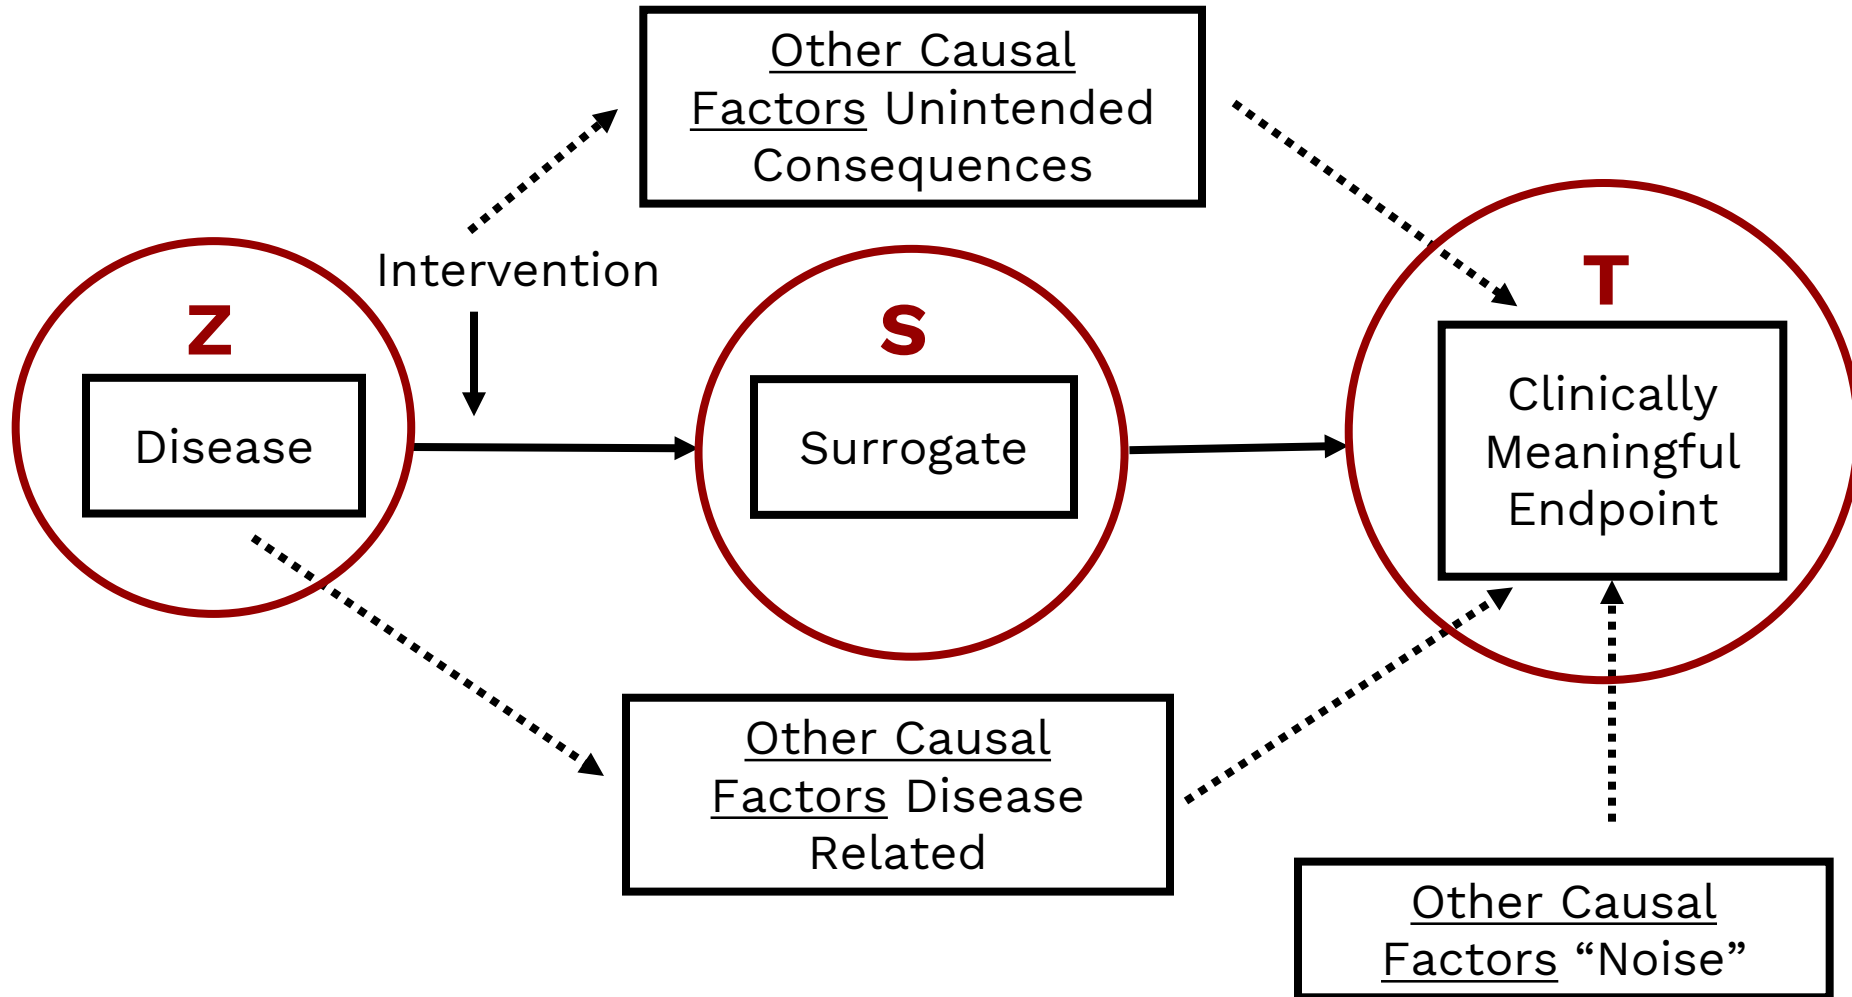 Other Causal
Factors Unintended
Consequences
Intervention
Z
Disease
S
Surrogate
T
Clinically
Meaningful
Endpoint
Other Causal
Factors Disease
Related
Other Causal
Factors “Noise”